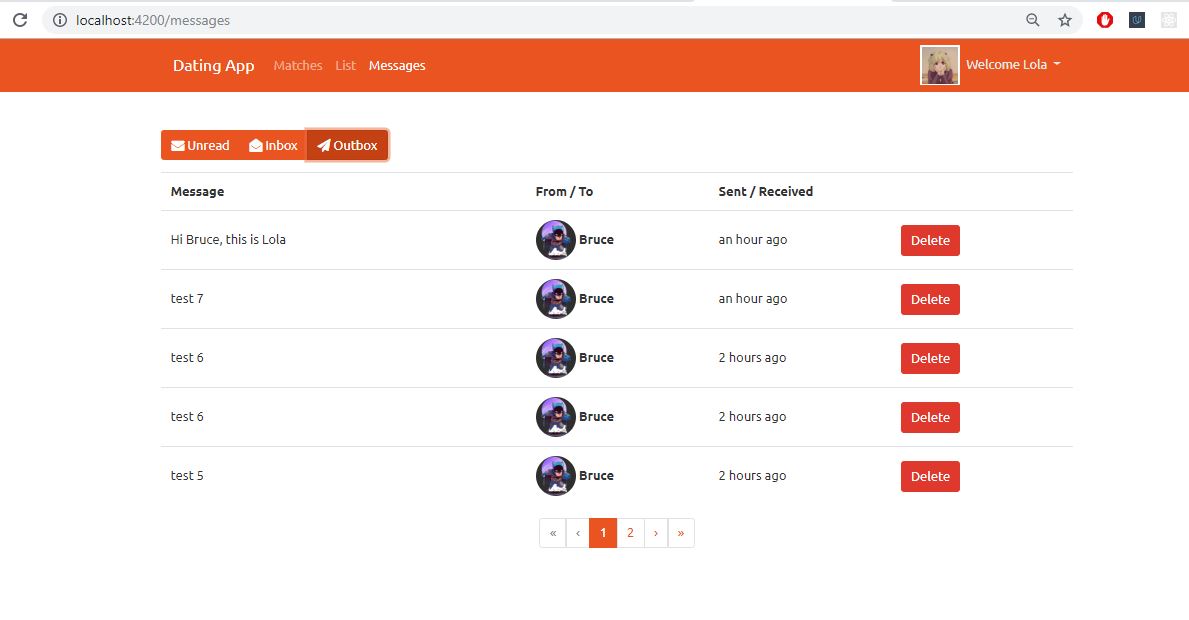 localhost:4200/messages
Dating App Matches List Messages Welcome Lola
Unread Inbox Outbox
Message From / To Sent / Received
Hi Bruce, this is Lola Bruce an hour ago Delete
test 7 Bruce an hour ago Delete
test 6 Bruce 2 hours ago Delete
test 6 Bruce 2 hours ago Delete
test 5 Bruce 2 hours ago Delete
« ‹ 1 2 › »